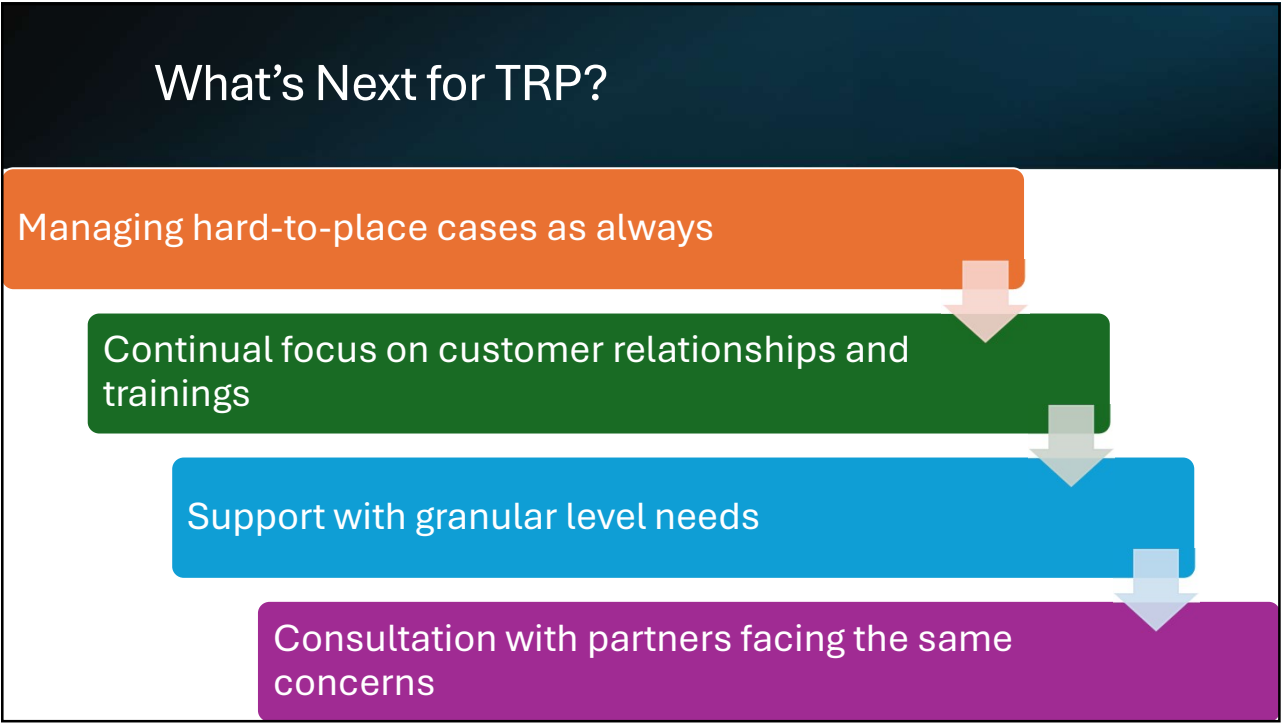 What’s Next for TRP?
Managing hard-to-place cases as always
Continual focus on customer relationships and
trainings
Support with granular level needs
Consultation with partners facing the same
concerns